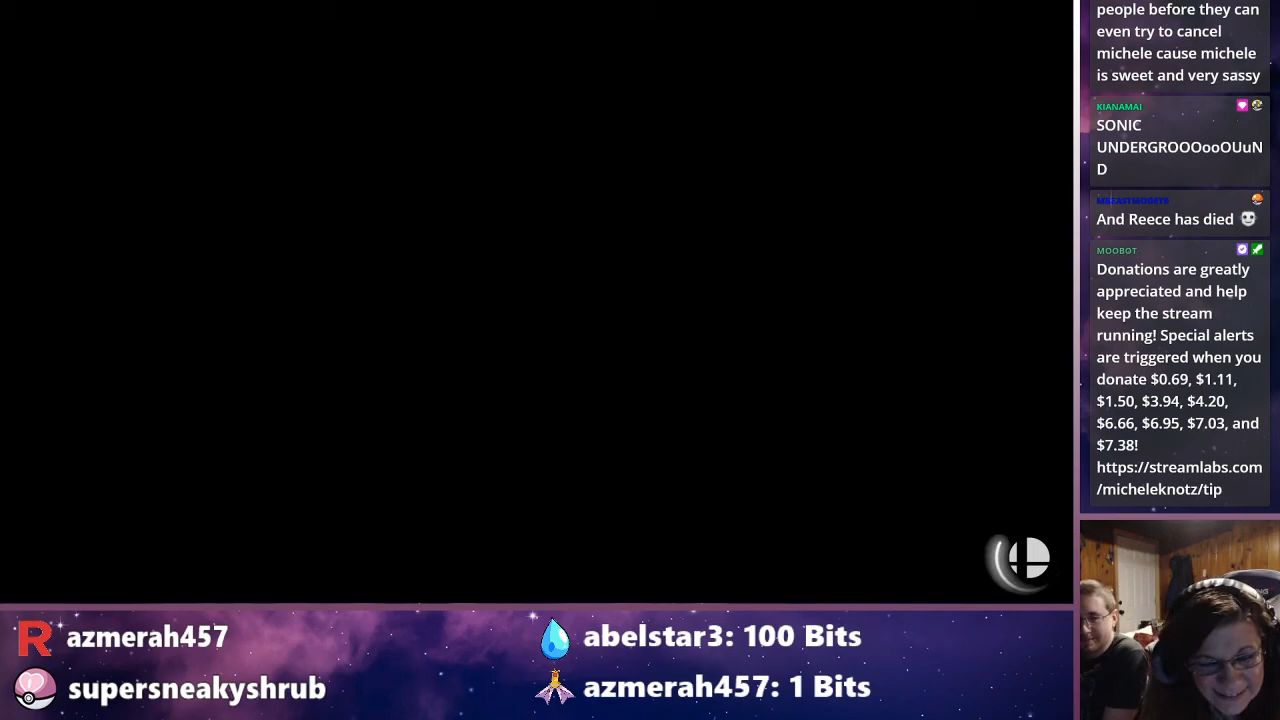 people before they can
even try to cancel
michele cause michele
is sweet and very sassy
KIANAMAI
SONIC
UNDERGROOOooOUuN
D
And Reece has died
MOOBOT
Donations are greatly
appreciated and help
keep the stream
running! Special alerts
are triggered when you
donate $0.69, $1.11,
$1.50, $3.94, $4.20,
$6.66, $6.95, $7.03, and
$7.38!
https://streamlabs.com
/micheleknotz/tip
R azmerah457
supersneakyshrub
abelstar3: 100 Bits
azmerah457: 1 Bits